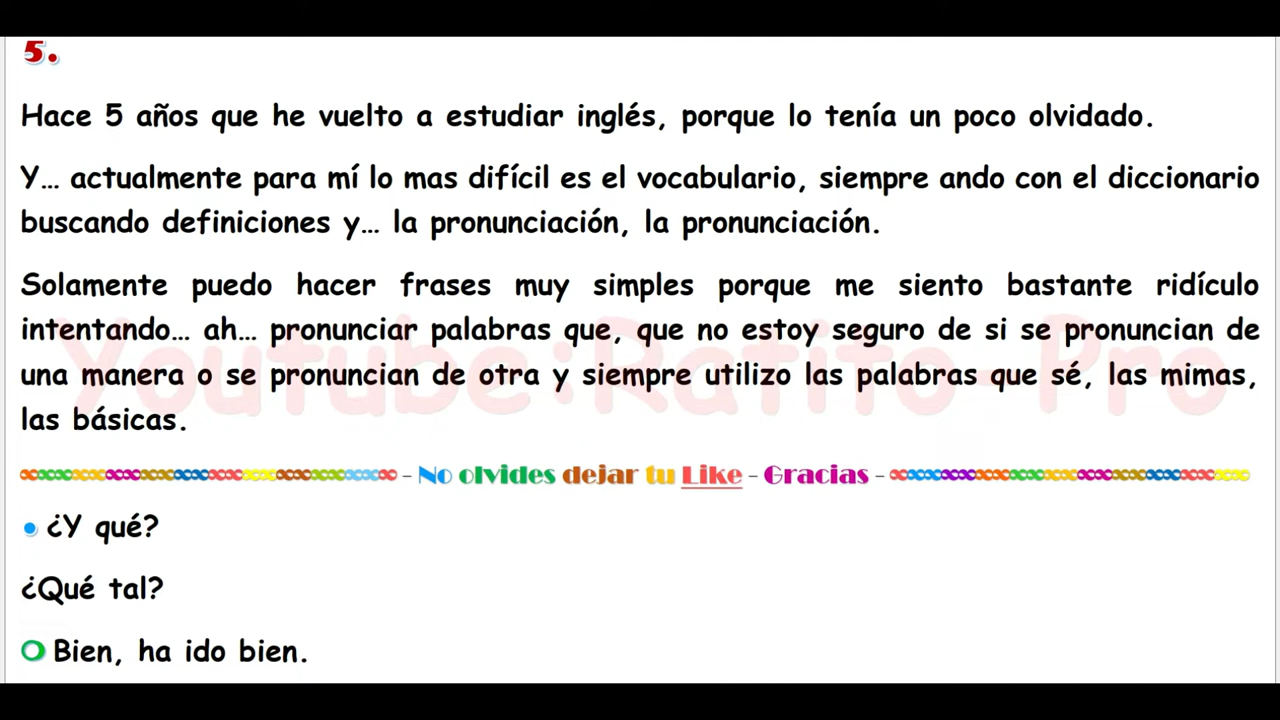 5.
Hace 5 años que he vuelto a estudiar inglés, porque lo tenía un poco olvidado.
Y... actualmente para mí lo mas difícil es el vocabulario, siempre ando con el diccionario
buscando definiciones y... la pronunciación, la pronunciación.
Solamente puedo hacer frases muy simples porque me siento bastante ridículo
intentando... ah... pronunciar palabras que, que no estoy seguro de si se pronuncian de
una manera o se pronuncian de otra y siempre utilizo las palabras que sé, las mimas,
las básicas.
Youtube:Ratito-Pro
- No olvides dejar tu Like - Gracias -
¿Y qué?
¿Qué tal?
Bien, ha ido bien.